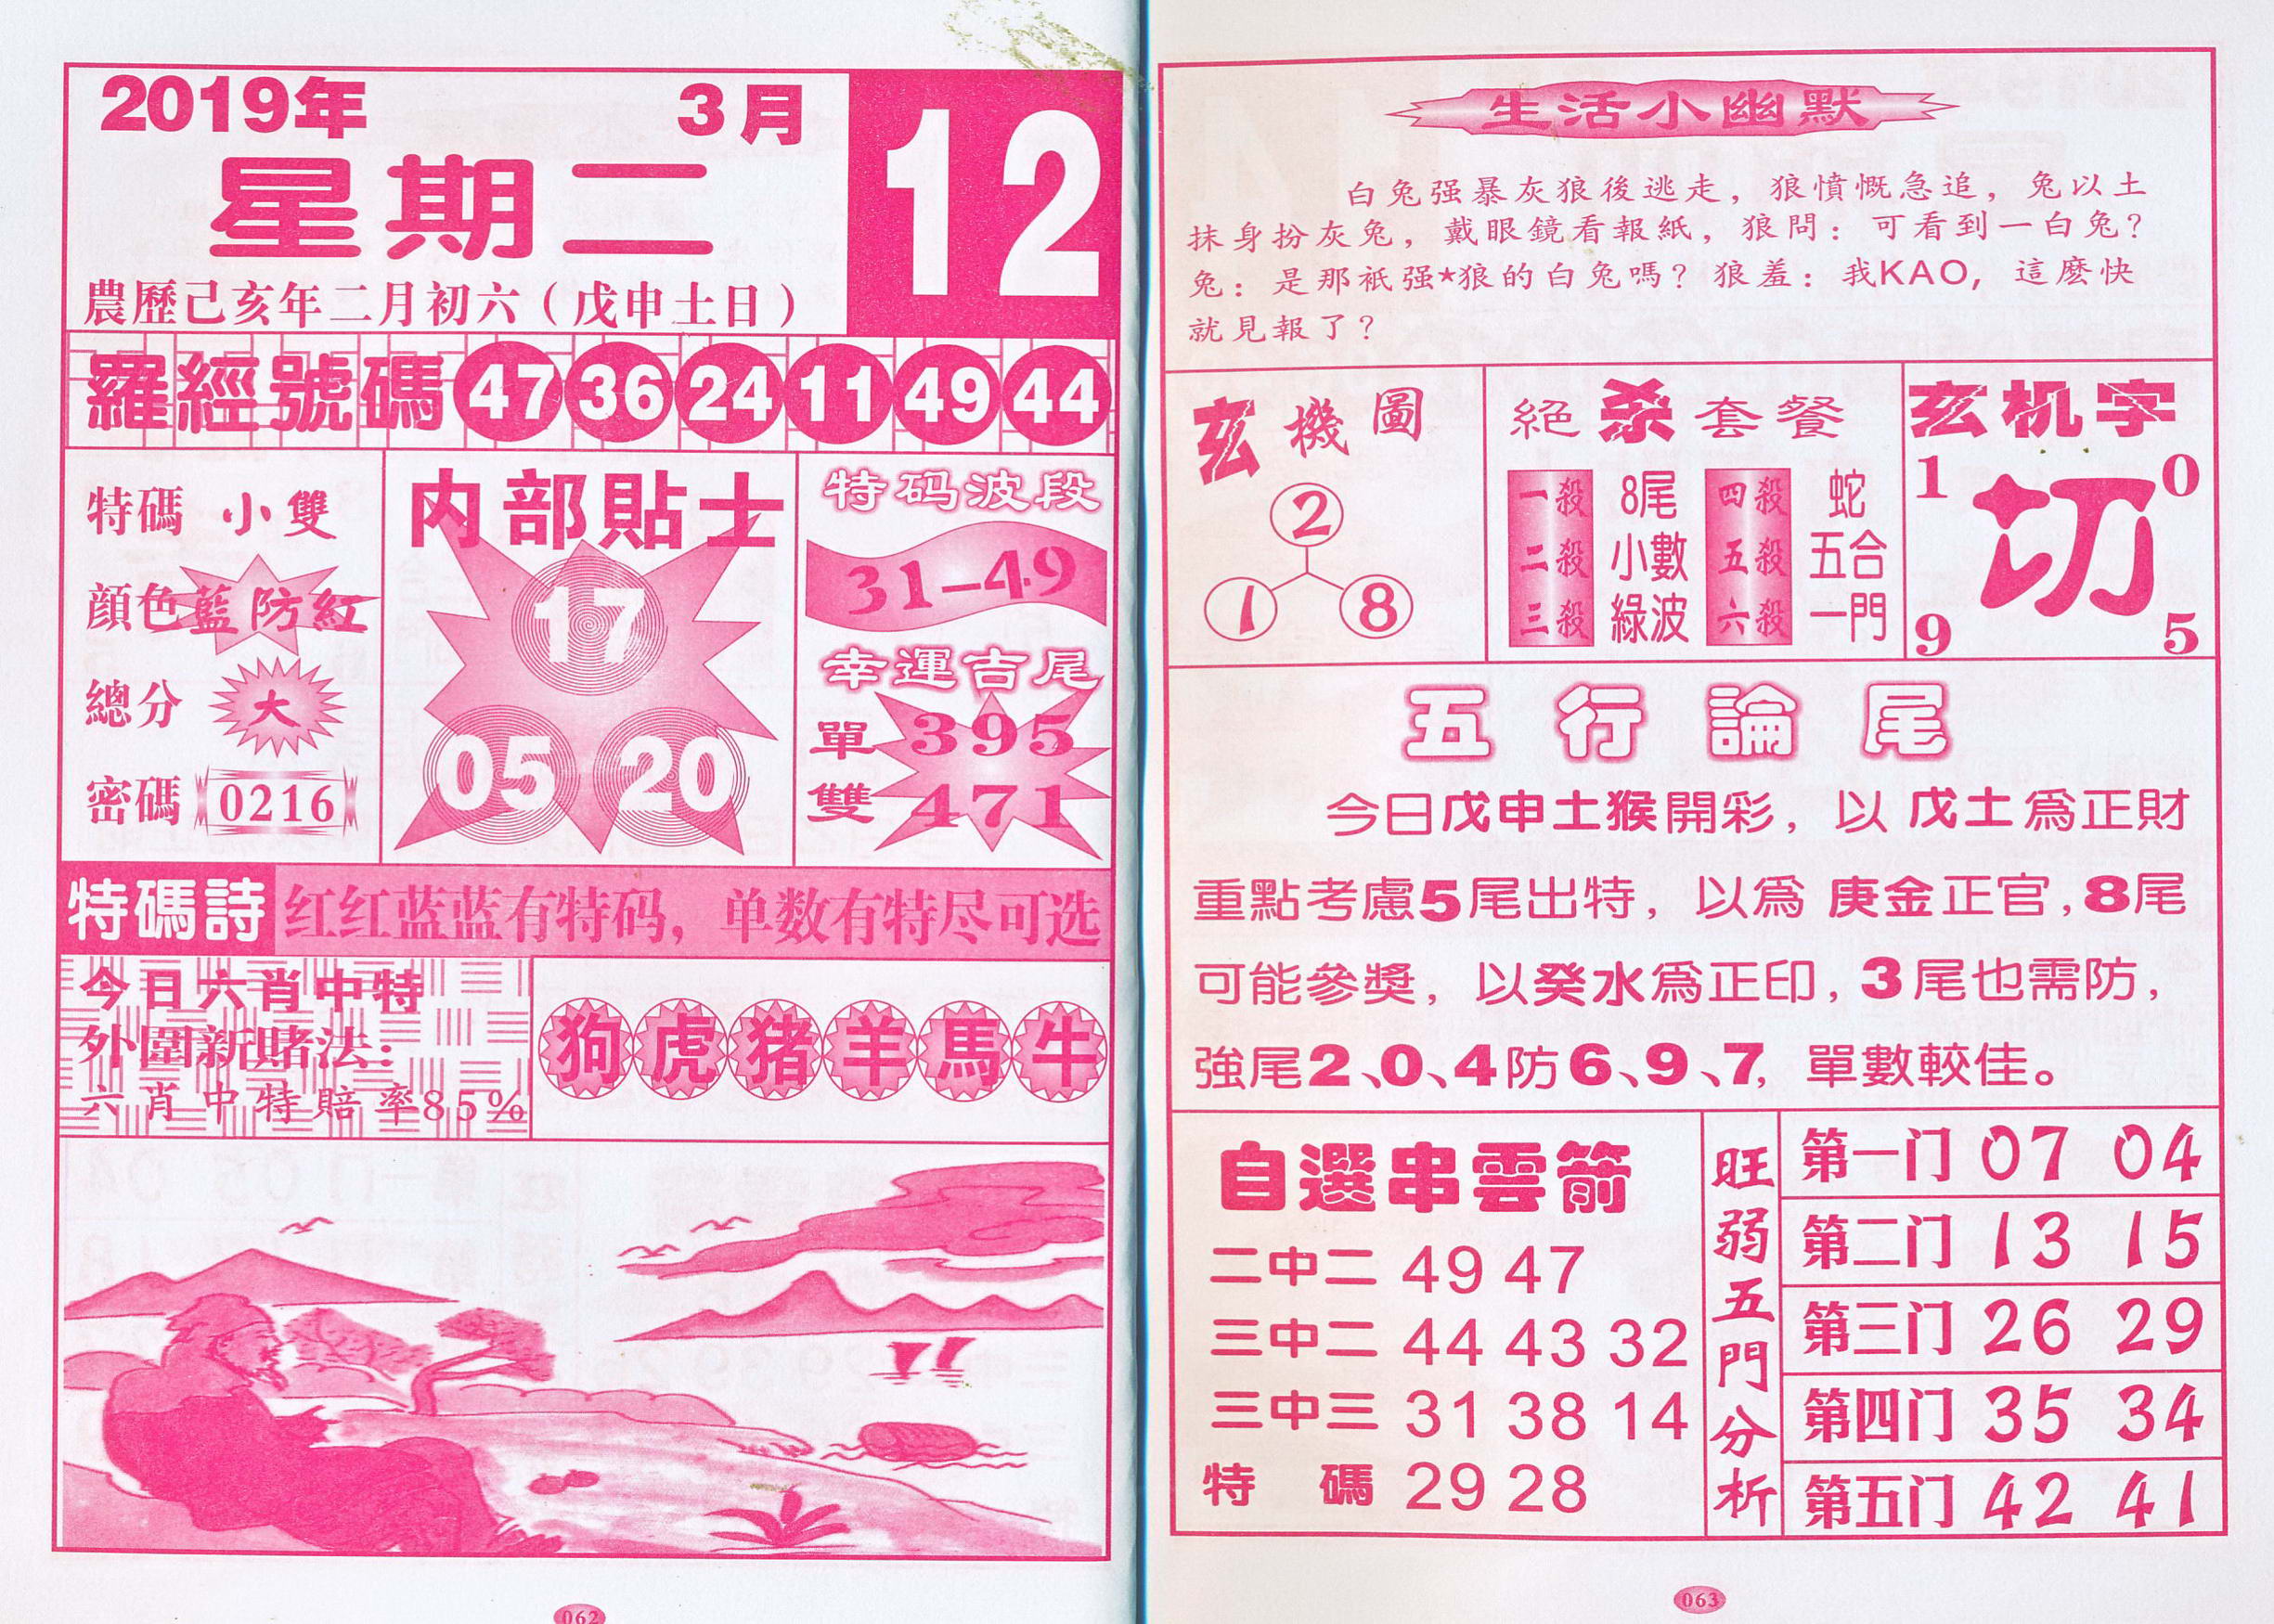 2019年 3月 12
星期二
農歷己亥年二月初六（戊申土日）
羅經號碼 47 36 24 11 49 44
特碼 小雙
顔色 藍防紅
總分 大
密碼 0216
内部貼士
17
05 20
特码波段
31-49
幸運吉尾
單 395
雙 471
特碼詩 红红蓝蓝有特码，单数有特尽可选
今日六肖中特
外圍新賭法：
六肖中特賠率85%
狗 虎 猪 羊 馬 牛
062
生活小幽默
白兔强暴灰狼後逃走，狼憤慨急追，兔以土
抹身扮灰兔，戴眼鏡看報紙，狼問：可看到一白兔？
兔：是那衹强*狼的白兔嗎？狼羞：我KAO，這麽快
就見報了？
玄機圖
2
1 8
絕杀套餐
一殺 8尾 四殺 蛇
二殺 小數 五殺 五合
三殺 綠波 六殺 一門
玄机字
1 0
切
9 5
五行論尾
今日戊申土猴開彩，以戊土爲正財
重點考慮5尾出特，以爲庚金正官，8尾
可能參獎，以癸水爲正印，3尾也需防，
強尾2、0、4防6、9、7，單數較佳。
自選串雲箭
二中二 49 47
三中二 44 43 32
三中三 31 38 14
特碼 29 28
旺弱五門分析
第一门 07 04
第二门 13 15
第三门 26 29
第四门 35 34
第五门 42 41
063